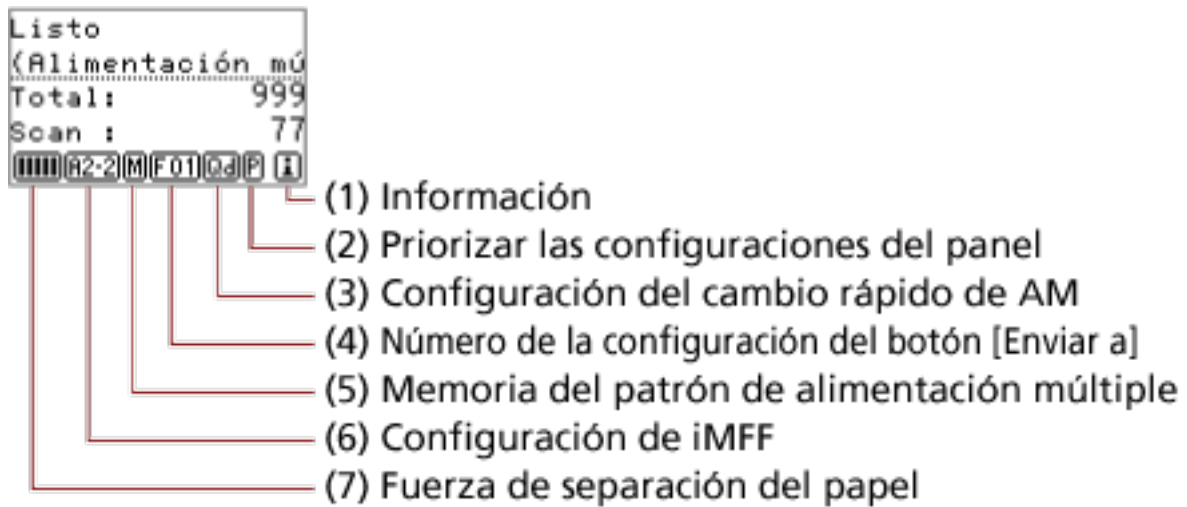 Listo
(Alimentación mú
Total: 999
Scan : 77
A2-2 M F 01 Qd P i
(1) Información
(2) Priorizar las configuraciones del panel
(3) Configuración del cambio rápido de AM
(4) Número de la configuración del botón [Enviar a]
(5) Memoria del patrón de alimentación múltiple
(6) Configuración de iMFF
(7) Fuerza de separación del papel